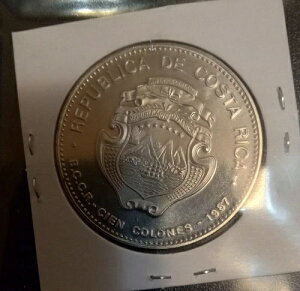 REPUBLICA DE COSTA RICA
B.C.C.R. - CIEN COLONES - 1987